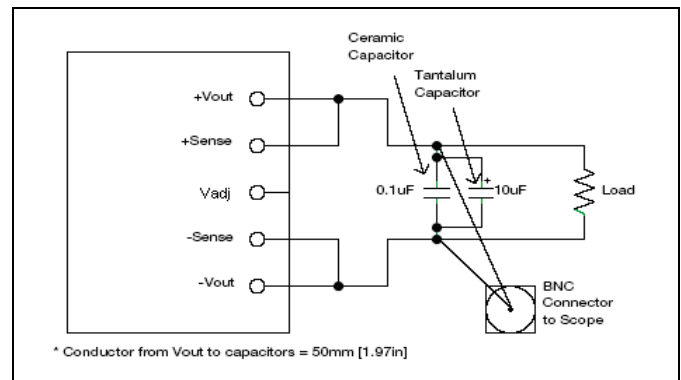 Ceramic
Capacitor
Tantalum
Capacitor
+Vout
+Sense
Vadj
-Sense
-Vout
0.1uF
+
10uF
Load
BNC
Connector
to Scope
* Conductor from Vout to capacitors = 50mm [1.97in]